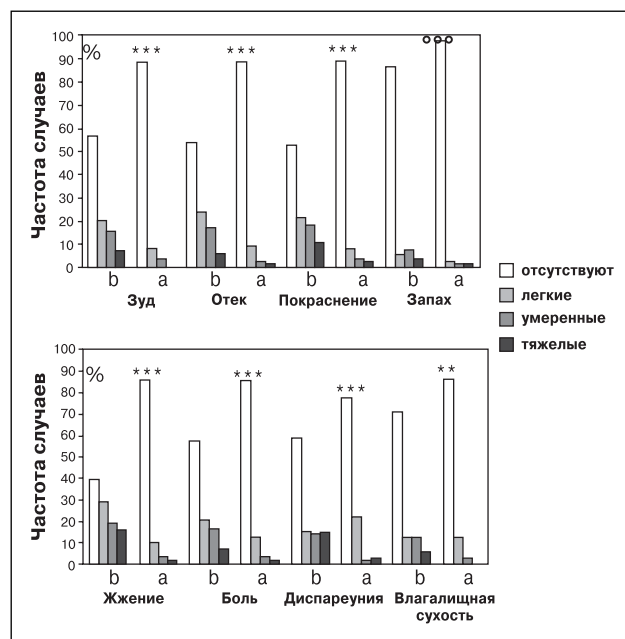 Частота случаев
100
90
80
70
60
50
40
30
20
10
0
%
*** *** *** °°°
b a b a b a b a
Зуд Отек Покраснение Запах
отсутствуют
легкие
умеренные
тяжелые
Частота случаев
100
90
80
70
60
50
40
30
20
10
0
%
*** *** *** **
b a b a b a b a
Жжение Боль Диспареуния Влагалищная
сухость